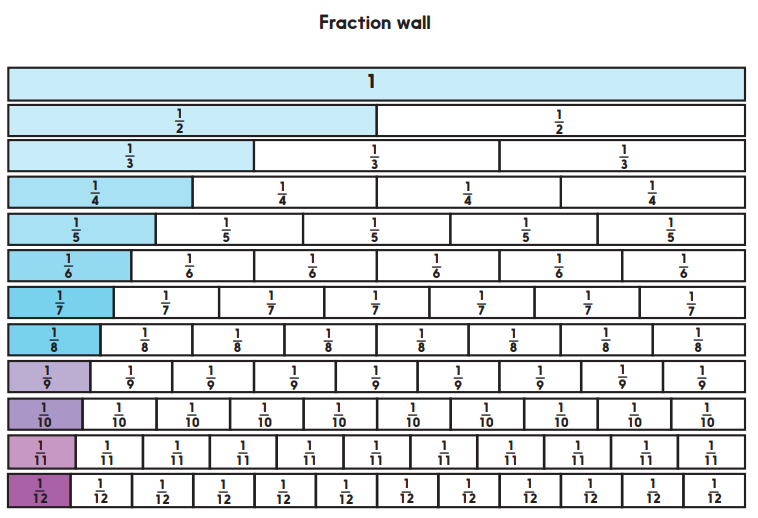 Fraction wall
1
1/2 1/2
1/3 1/3 1/3
1/4 1/4 1/4 1/4
1/5 1/5 1/5 1/5 1/5
1/6 1/6 1/6 1/6 1/6 1/6
1/7 1/7 1/7 1/7 1/7 1/7 1/7
1/8 1/8 1/8 1/8 1/8 1/8 1/8 1/8
1/9 1/9 1/9 1/9 1/9 1/9 1/9 1/9 1/9
1/10 1/10 1/10 1/10 1/10 1/10 1/10 1/10 1/10 1/10
1/11 1/11 1/11 1/11 1/11 1/11 1/11 1/11 1/11 1/11 1/11
1/12 1/12 1/12 1/12 1/12 1/12 1/12 1/12 1/12 1/12 1/12 1/12